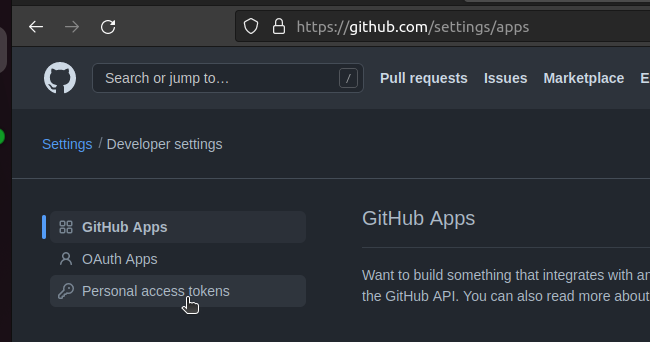 https://github.com/settings/apps
Search or jump to… /
Pull requests Issues Marketplace
Settings / Developer settings
GitHub Apps
OAuth Apps
Personal access tokens
GitHub Apps
Want to build something that integrates with
the GitHub API. You can also read more about